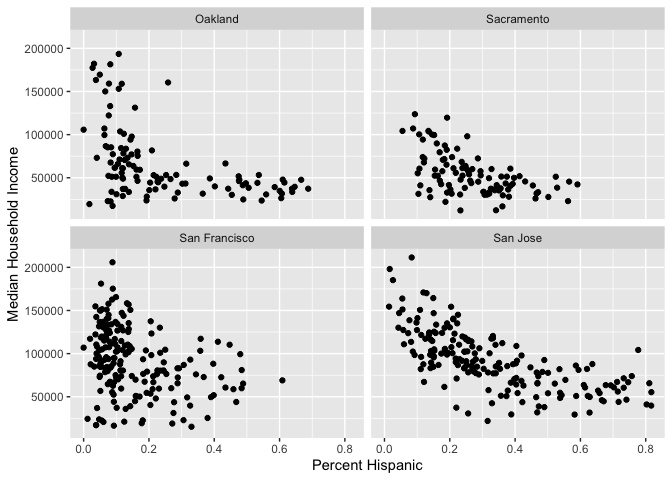 Oakland
Sacramento
200000
150000
100000
50000
San Francisco
San Jose
200000
150000
100000
50000
Median Household Income
0.0 0.2 0.4 0.6 0.8
0.0 0.2 0.4 0.6 0.8
Percent Hispanic